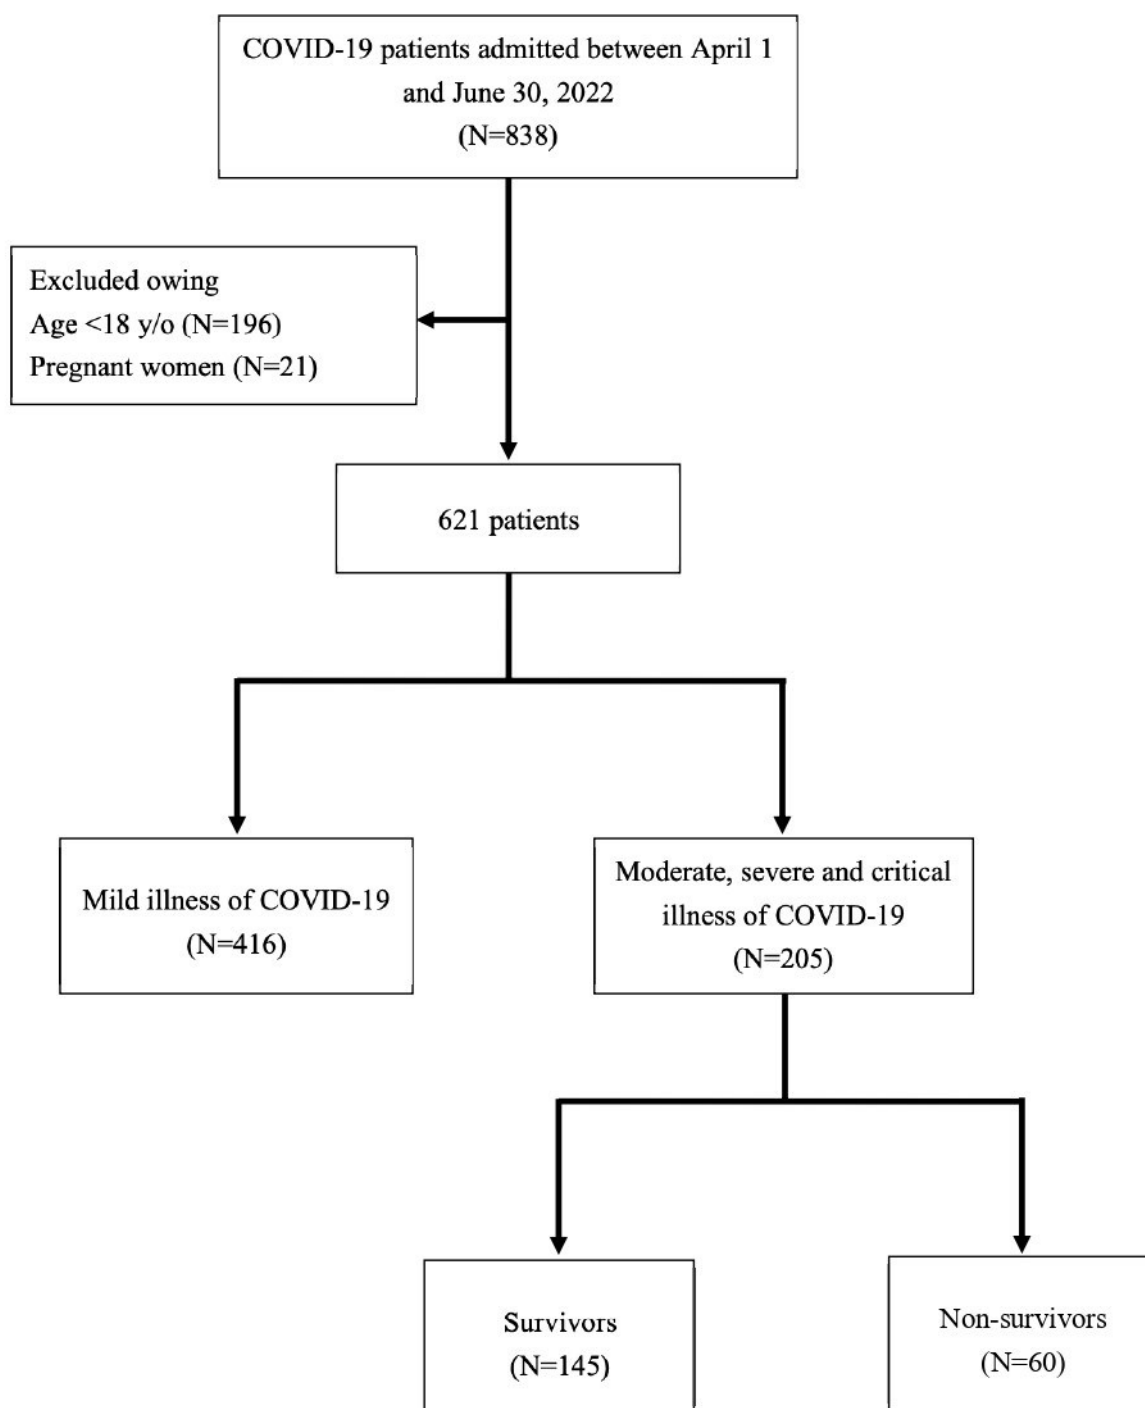 COVID-19 patients admitted between April 1
and June 30, 2022
(N=838)
Excluded owing
Age <18 y/o (N=196)
Pregnant women (N=21)
621 patients
Mild illness of COVID-19
(N=416)
Moderate, severe and critical
illness of COVID-19
(N=205)
Survivors
(N=145)
Non-survivors
(N=60)